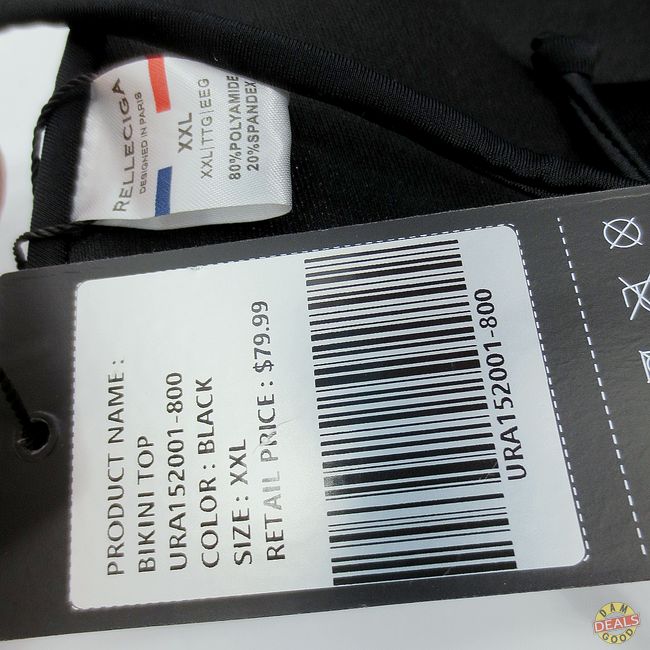 RELLECIGA
DESIGNED IN PARIS
XXL
XXL|TTG|EEG
80%POLYAMIDE
20%SPANDEX
PRODUCT NAME :
BIKINI TOP
URA152001-800
COLOR : BLACK
SIZE : XXL
RETAIL PRICE : $79.99
URA152001-800
DAM
DEALS
GOOD